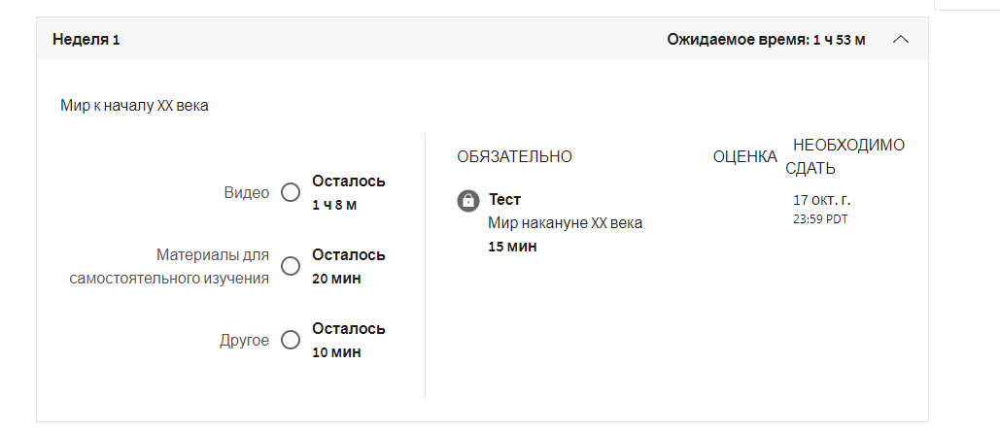 Неделя 1
Ожидаемое время: 1 ч 53 м
Мир к началу XX века
Видео
Осталось
1 ч 8 м
Материалы для
самостоятельного изучения
Осталось
20 мин
Другое
Осталось
10 мин
ОБЯЗАТЕЛЬНО
ОЦЕНКА
НЕОБХОДИМО
СДАТЬ
Тест
Мир накануне XX века
15 мин
17 окт. г.
23:59 PDT